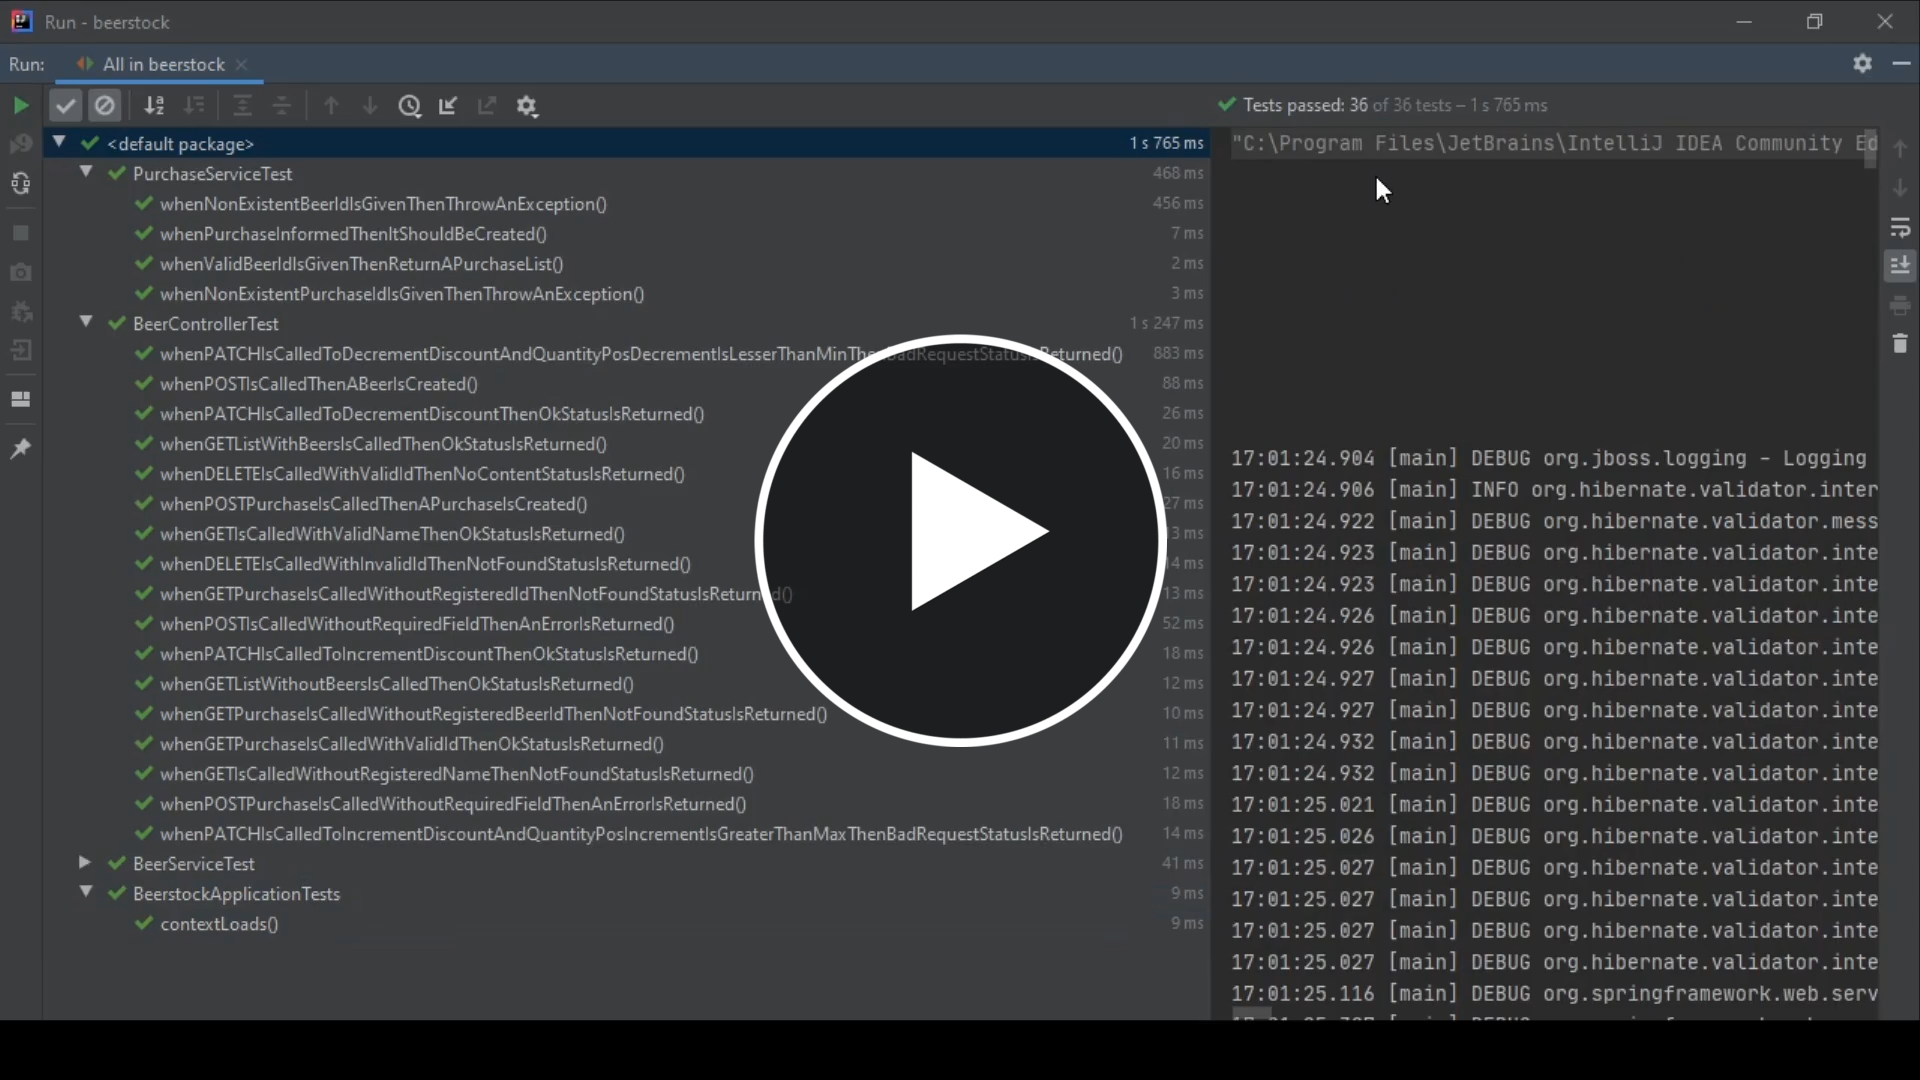 Run - beerstock
Run: All in beerstock
Tests passed: 36 of 36 tests – 1 s 765 ms
<default package> 1 s 765 ms
PurchaseServiceTest 468 ms
whenNonExistentBeerIdIsGivenThenThrowAnException() 456 ms
whenPurchaseInformedThenItShouldBeCreated() 7 ms
whenValidBeerIdIsGivenThenReturnAPurchaseList() 2 ms
whenNonExistentPurchaseIdIsGivenThenThrowAnException() 3 ms
BeerControllerTest 1 s 247 ms
whenPATCHIsCalledToDecrementDiscountAndQuantityPosDecrementIsLesserThanMinThenBadRequestStatusIsReturned() 883 ms
whenPOSTIsCalledThenABeerIsCreated() 88 ms
whenPATCHIsCalledToDecrementDiscountThenOkStatusIsReturned() 26 ms
whenGETListWithBeersIsCalledThenOkStatusIsReturned() 20 ms
whenDELETEIsCalledWithValidIdThenNoContentStatusIsReturned() 16 ms
whenPOSTPurchaseIsCalledThenAPurchaseIsCreated() 27 ms
whenGETIsCalledWithValidNameThenOkStatusIsReturned() 3 ms
whenDELETEIsCalledWithInvalidIdThenNotFoundStatusIsReturned() 4 ms
whenGETPurchaseIsCalledWithoutRegisteredIdThenNotFoundStatusIsReturned() 13 ms
whenPOSTIsCalledWithoutRequiredFieldThenAnErrorIsReturned() 52 ms
whenPATCHIsCalledToIncrementDiscountThenOkStatusIsReturned() 18 ms
whenGETListWithoutBeersIsCalledThenOkStatusIsReturned() 12 ms
whenGETPurchaseIsCalledWithoutRegisteredBeerIdThenNotFoundStatusIsReturned() 10 ms
whenGETPurchaseIsCalledWithValidIdThenOkStatusIsReturned() 11 ms
whenGETIsCalledWithoutRegisteredNameThenNotFoundStatusIsReturned() 12 ms
whenPOSTPurchaseIsCalledWithoutRequiredFieldThenAnErrorIsReturned() 18 ms
whenPATCHIsCalledToIncrementDiscountAndQuantityPosIncrementIsGreaterThanMaxThenBadRequestStatusIsReturned() 14 ms
BeerServiceTest 41 ms
BeerstockApplicationTests 9 ms
contextLoads() 9 ms
"C:\Program Files\JetBrains\IntelliJ IDEA Community Ed
17:01:24.904 [main] DEBUG org.jboss.logging - Logging
17:01:24.906 [main] INFO org.hibernate.validator.inter
17:01:24.922 [main] DEBUG org.hibernate.validator.mess
17:01:24.923 [main] DEBUG org.hibernate.validator.inte
17:01:24.923 [main] DEBUG org.hibernate.validator.inte
17:01:24.926 [main] DEBUG org.hibernate.validator.inte
17:01:24.926 [main] DEBUG org.hibernate.validator.inte
17:01:24.927 [main] DEBUG org.hibernate.validator.inte
17:01:24.927 [main] DEBUG org.hibernate.validator.inte
17:01:24.932 [main] DEBUG org.hibernate.validator.inte
17:01:24.932 [main] DEBUG org.hibernate.validator.inte
17:01:25.021 [main] DEBUG org.hibernate.validator.inte
17:01:25.026 [main] DEBUG org.hibernate.validator.inte
17:01:25.027 [main] DEBUG org.hibernate.validator.inte
17:01:25.027 [main] DEBUG org.hibernate.validator.inte
17:01:25.027 [main] DEBUG org.hibernate.validator.inte
17:01:25.027 [main] DEBUG org.hibernate.validator.inte
17:01:25.116 [main] DEBUG org.springframework.web.serv